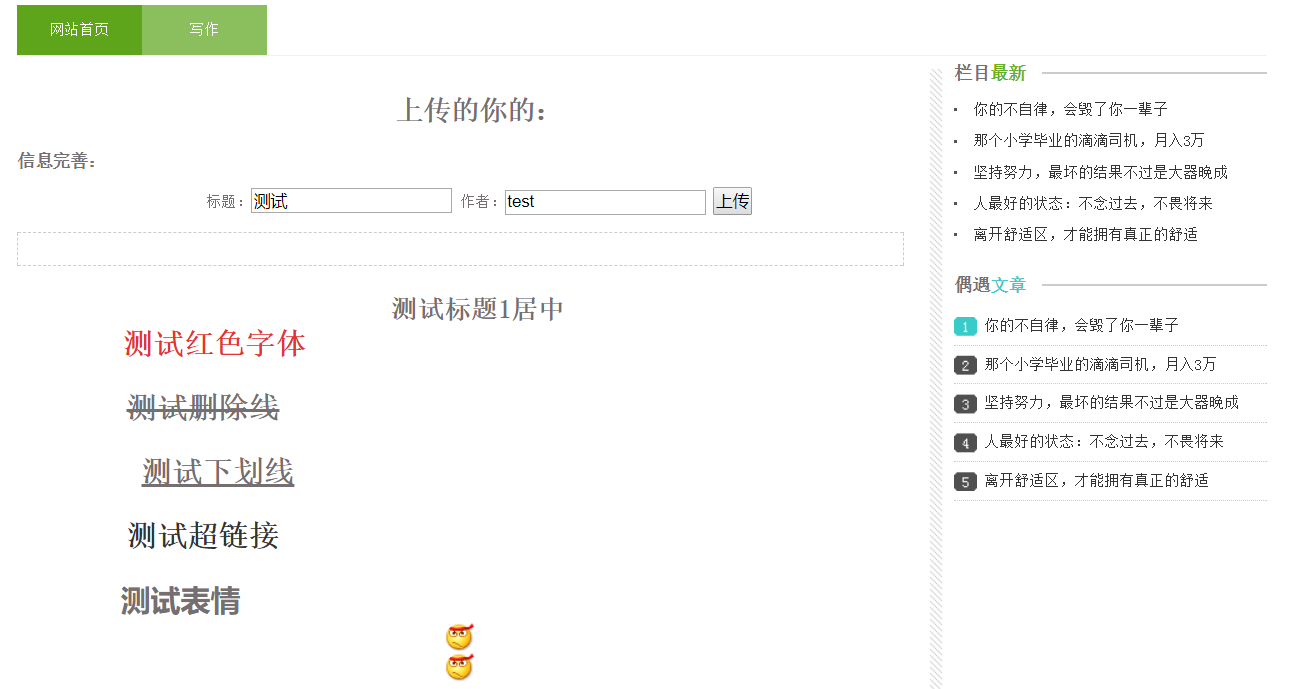 网站首页 写作
上传的你的：
信息完善：
标题： 测试 作者： test 上传
测试标题1居中
测试红色字体
测试删除线
测试下划线
测试超链接
测试表情
栏目最新
你的不自律，会毁了你一辈子
那个小学毕业的滴滴司机，月入3万
坚持努力，最坏的结果不过是大器晚成
人最好的状态：不念过去，不畏将来
离开舒适区，才能拥有真正的舒适
偶遇文章
1 你的不自律，会毁了你一辈子
2 那个小学毕业的滴滴司机，月入3万
3 坚持努力，最坏的结果不过是大器晚成
4 人最好的状态：不念过去，不畏将来
5 离开舒适区，才能拥有真正的舒适